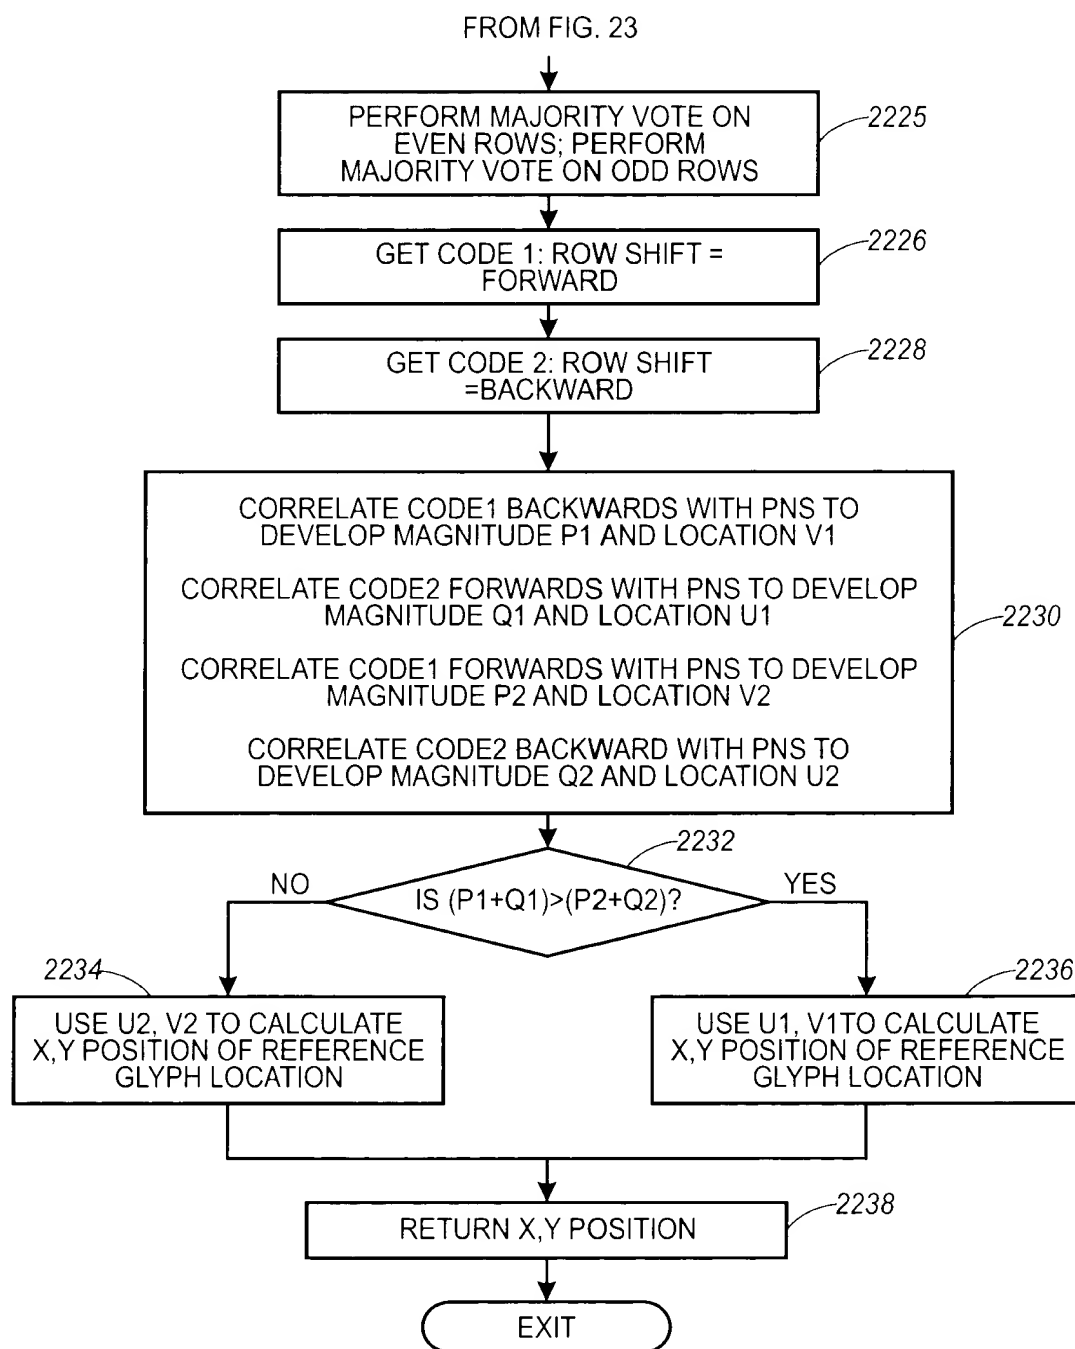 FROM FIG. 23
PERFORM MAJORITY VOTE ON
EVEN ROWS; PERFORM
MAJORITY VOTE ON ODD ROWS
2225
GET CODE 1: ROW SHIFT =
FORWARD
2226
GET CODE 2: ROW SHIFT
=BACKWARD
2228
CORRELATE CODE1 BACKWARDS WITH PNS TO
DEVELOP MAGNITUDE P1 AND LOCATION V1
CORRELATE CODE2 FORWARDS WITH PNS TO DEVELOP
MAGNITUDE Q1 AND LOCATION U1
CORRELATE CODE1 FORWARDS WITH PNS TO DEVELOP
MAGNITUDE P2 AND LOCATION V2
CORRELATE CODE2 BACKWARD WITH PNS TO
DEVELOP MAGNITUDE Q2 AND LOCATION U2
2230
2232
NO
IS (P1+Q1)>(P2+Q2)?
YES
2234
USE U2, V2 TO CALCULATE
X,Y POSITION OF REFERENCE
GLYPH LOCATION
2236
USE U1, V1TO CALCULATE
X,Y POSITION OF REFERENCE
GLYPH LOCATION
RETURN X,Y POSITION
2238
EXIT